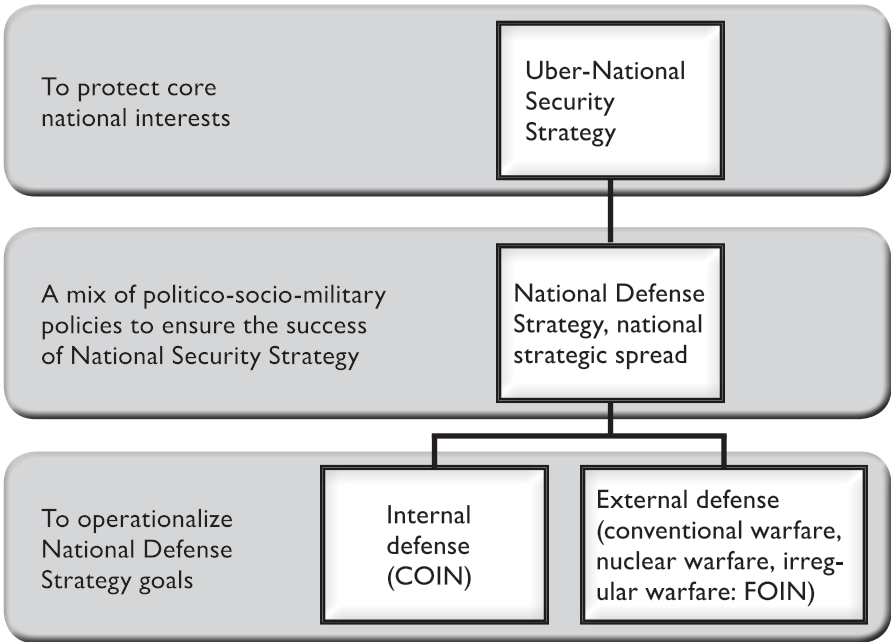 To protect core
national interests
Uber-National
Security
Strategy
A mix of politico-socio-military
policies to ensure the success
of National Security Strategy
National Defense
Strategy, national
strategic spread
To operationalize
National Defense
Strategy goals
Internal
defense
(COIN)
External defense
(conventional warfare,
nuclear warfare, irreg-
ular warfare: FOIN)